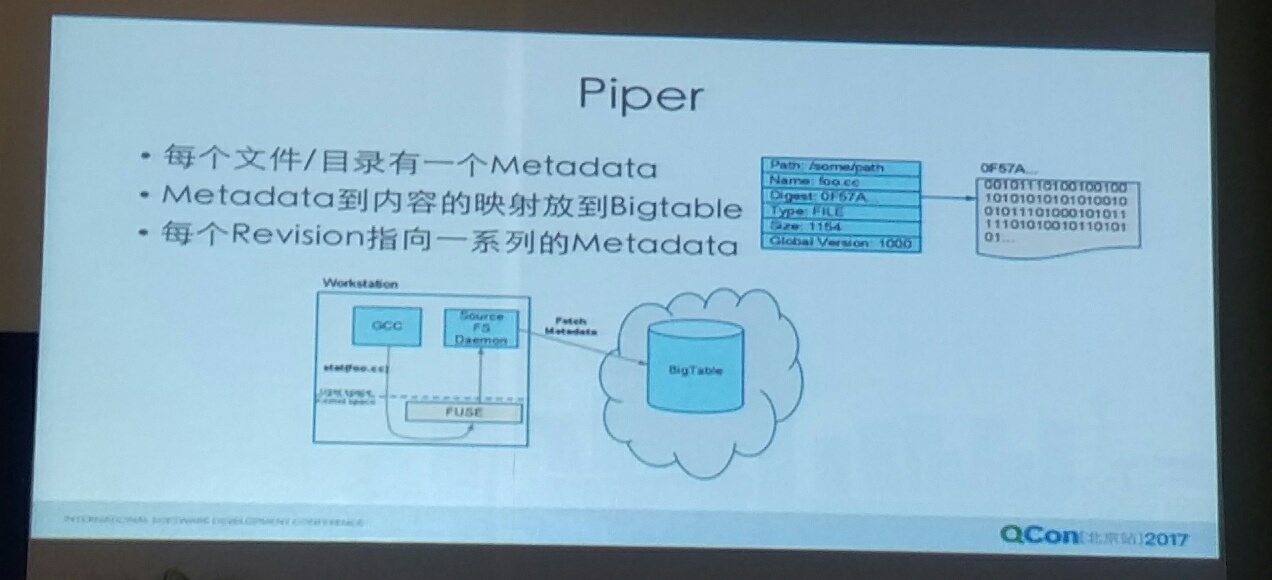 Piper
• 每个文件/目录有一个Metadata
• Metadata到内容的映射放到Bigtable
• 每个Revision指向一系列的Metadata
Path: /some/path
Name: foo.cc
Digest: 0F57A...
Type: FILE
Size: 1154
Global Version: 1000
0F57A...
00101110100100100
10101010101010010
01011101000101011
11101010010110101
01...
Workstation
GCC
Source
FS
Daemon
Fetch
Metadata
BigTable
stat(foo.cc)
User space
Kernel space
FUSE
INTERNATIONAL SOFTWARE DEVELOPMENT CONFERENCE
QCon[北京站]2017